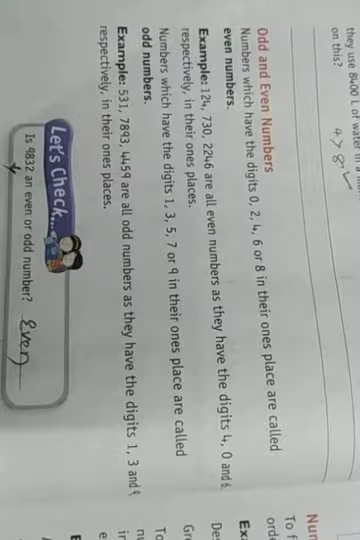 they use 8400 L of water in a
on this?
4 > 8
Odd and Even Numbers
Numbers which have the digits 0, 2, 4, 6 or 8 in their ones place are called
even numbers.
Example: 124, 730, 2246 are all even numbers as they have the digits 4, 0 and 6
respectively, in their ones places.
Numbers which have the digits 1, 3, 5, 7 or 9 in their ones place are called
odd numbers.
Example: 531, 7893, 4459 are all odd numbers as they have the digits 1, 3 and 9
respectively, in their ones places.
Let's Check...
Is 9832 an even or odd number? Even
Num
To f
orde
Ex
Des
Gr
To